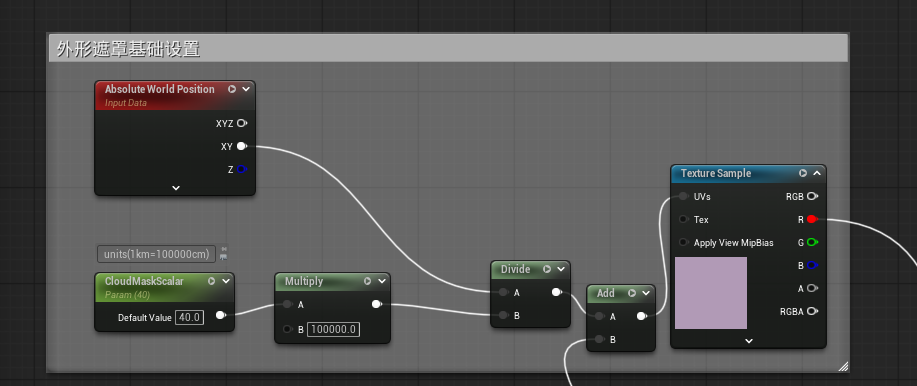 外形遮罩基础设置
Absolute World Position
Input Data
XYZ
XY
Z
units(1km=100000cm)
CloudMaskScalar
Param (40)
Default Value 40.0
Multiply
A
B 100000.0
Divide
A
B
Add
A
B
Texture Sample
UVs RGB
Tex R
Apply View MipBias G
B
A
RGBA